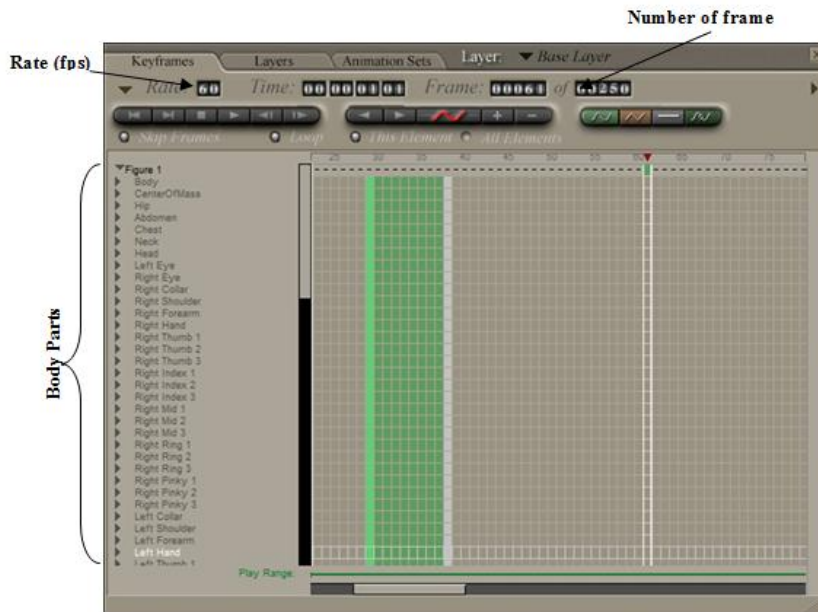 Number of frame
Rate (fps)
Keyframes Layers Animation Sets Layer: Base Layer
Rate: 60 Time: 00 00 01 01 Frame: 00061 of 00250
Skip Frames Loop This Element All Elements
25 30 35 40 45 50 55 60 65 70 75
Figure 1
Body
CenterOfMass
Hip
Abdomen
Chest
Neck
Head
Left Eye
Right Eye
Right Collar
Right Shoulder
Right Forearm
Right Hand
Right Thumb 1
Right Thumb 2
Right Thumb 3
Right Index 1
Right Index 2
Right Index 3
Right Mid 1
Right Mid 2
Right Mid 3
Right Ring 1
Right Ring 2
Right Ring 3
Right Pinky 1
Right Pinky 2
Right Pinky 3
Left Collar
Left Shoulder
Left Forearm
Left Hand
Left Thumb 1
Body Parts
Play Range: